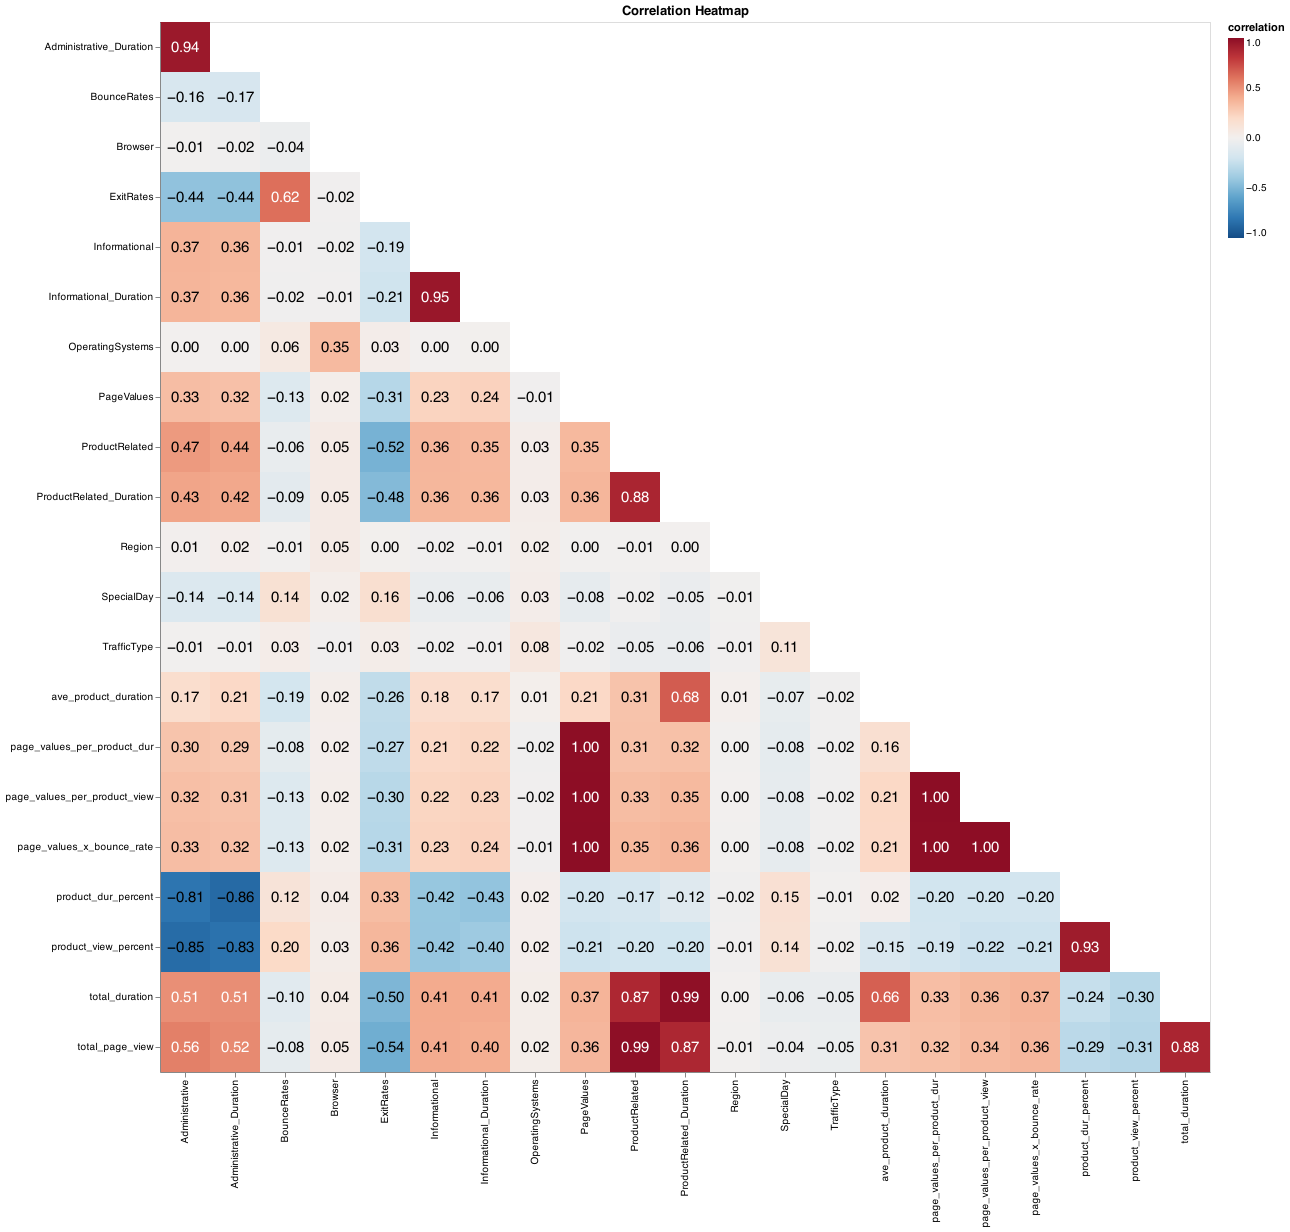 Correlation Heatmap
correlation
1.0
0.5
0.0
−0.5
−1.0
Administrative_Duration 0.94
BounceRates −0.16 −0.17
Browser −0.01 −0.02 −0.04
ExitRates −0.44 −0.44 0.62 −0.02
Informational 0.37 0.36 −0.01 −0.02 −0.19
Informational_Duration 0.37 0.36 −0.02 −0.01 −0.21 0.95
OperatingSystems 0.00 0.00 0.06 0.35 0.03 0.00 0.00
PageValues 0.33 0.32 −0.13 0.02 −0.31 0.23 0.24 −0.01
ProductRelated 0.47 0.44 −0.06 0.05 −0.52 0.36 0.35 0.03 0.35
ProductRelated_Duration 0.43 0.42 −0.09 0.05 −0.48 0.36 0.36 0.03 0.36 0.88
Region 0.01 0.02 −0.01 0.05 0.00 −0.02 −0.01 0.02 0.00 −0.01 0.00
SpecialDay −0.14 −0.14 0.14 0.02 0.16 −0.06 −0.06 0.03 −0.08 −0.02 −0.05 −0.01
TrafficType −0.01 −0.01 0.03 −0.01 0.03 −0.02 −0.01 0.08 −0.02 −0.05 −0.06 −0.01 0.11
ave_product_duration 0.17 0.21 −0.19 0.02 −0.26 0.18 0.17 0.01 0.21 0.31 0.68 0.01 −0.07 −0.02
page_values_per_product_dur 0.30 0.29 −0.08 0.02 −0.27 0.21 0.22 −0.02 1.00 0.31 0.32 0.00 −0.08 −0.02 0.16
page_values_per_product_view 0.32 0.31 −0.13 0.02 −0.30 0.22 0.23 −0.02 1.00 0.33 0.35 0.00 −0.08 −0.02 0.21 1.00
page_values_x_bounce_rate 0.33 0.32 −0.13 0.02 −0.31 0.23 0.24 −0.01 1.00 0.35 0.36 0.00 −0.08 −0.02 0.21 1.00 1.00
product_dur_percent −0.81 −0.86 0.12 0.04 0.33 −0.42 −0.43 0.02 −0.20 −0.17 −0.12 −0.02 0.15 −0.01 0.02 −0.20 −0.20 −0.20
product_view_percent −0.85 −0.83 0.20 0.03 0.36 −0.42 −0.40 0.02 −0.21 −0.20 −0.20 −0.01 0.14 −0.02 −0.15 −0.19 −0.22 −0.21 0.93
total_duration 0.51 0.51 −0.10 0.04 −0.50 0.41 0.41 0.02 0.37 0.87 0.99 0.00 −0.06 −0.05 0.66 0.33 0.36 0.37 −0.24 −0.30
total_page_view 0.56 0.52 −0.08 0.05 −0.54 0.41 0.40 0.02 0.36 0.99 0.87 −0.01 −0.04 −0.05 0.31 0.32 0.34 0.36 −0.29 −0.31 0.88
Administrative
Administrative_Duration
BounceRates
Browser
ExitRates
Informational
Informational_Duration
OperatingSystems
PageValues
ProductRelated
ProductRelated_Duration
Region
SpecialDay
TrafficType
ave_product_duration
page_values_per_product_dur
page_values_per_product_view
page_values_x_bounce_rate
product_dur_percent
product_view_percent
total_duration